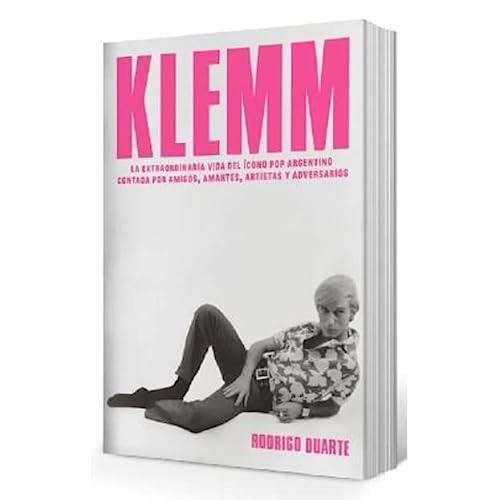 KLEMM
LA EXTRAORDINARIA VIDA DEL ÍCONO POP ARGENTINO
CONTADA POR AMIGOS, AMANTES, ARTISTAS Y ADVERSARIOS
RODRIGO DUARTE